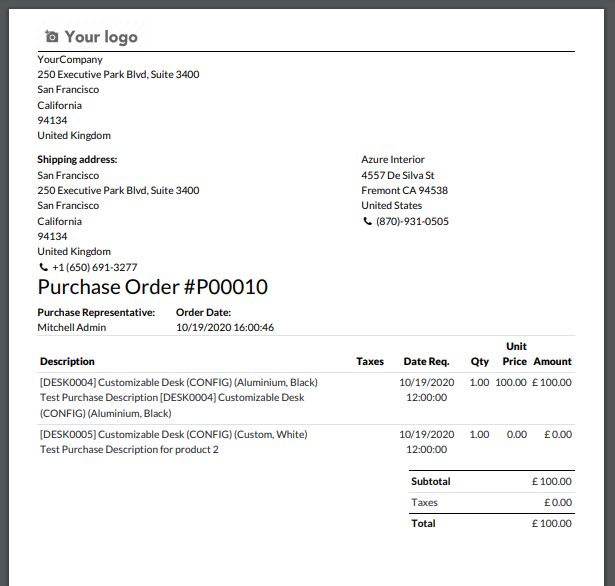 Your logo
YourCompany
250 Executive Park Blvd, Suite 3400
San Francisco
California
94134
United Kingdom
Shipping address:
San Francisco
250 Executive Park Blvd, Suite 3400
San Francisco
California
94134
United Kingdom
+1 (650) 691-3277
Azure Interior
4557 De Silva St
Fremont CA 94538
United States
(870)-931-0505
Purchase Order #P00010
Purchase Representative: Order Date:
Mitchell Admin 10/19/2020 16:00:46
Unit
Description Taxes Date Req. Qty Price Amount
[DESK0004] Customizable Desk (CONFIG) (Aluminium, Black) 10/19/2020 1.00 100.00 £ 100.00
Test Purchase Description [DESK0004] Customizable Desk 12:00:00
(CONFIG) (Aluminium, Black)
[DESK0005] Customizable Desk (CONFIG) (Custom, White) 10/19/2020 1.00 0.00 £ 0.00
Test Purchase Description for product 2 12:00:00
Subtotal £ 100.00
Taxes £ 0.00
Total £ 100.00